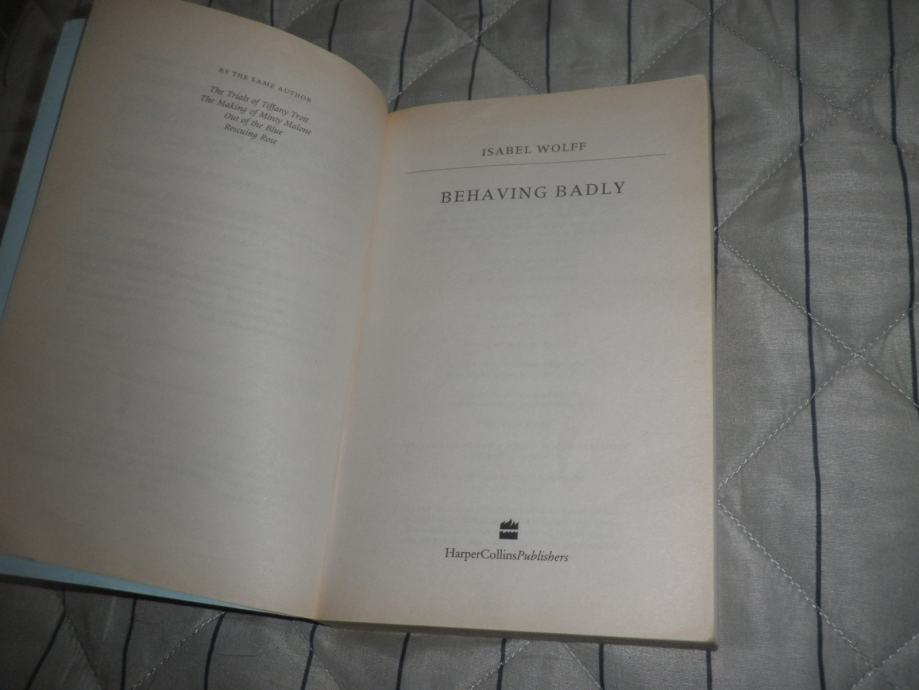 BY THE SAME AUTHOR
The Trials of Tiffany Trott
The Making of Minty Malone
Out of the Blue
Rescuing Rose
ISABEL WOLFF
BEHAVING BADLY
HarperCollinsPublishers